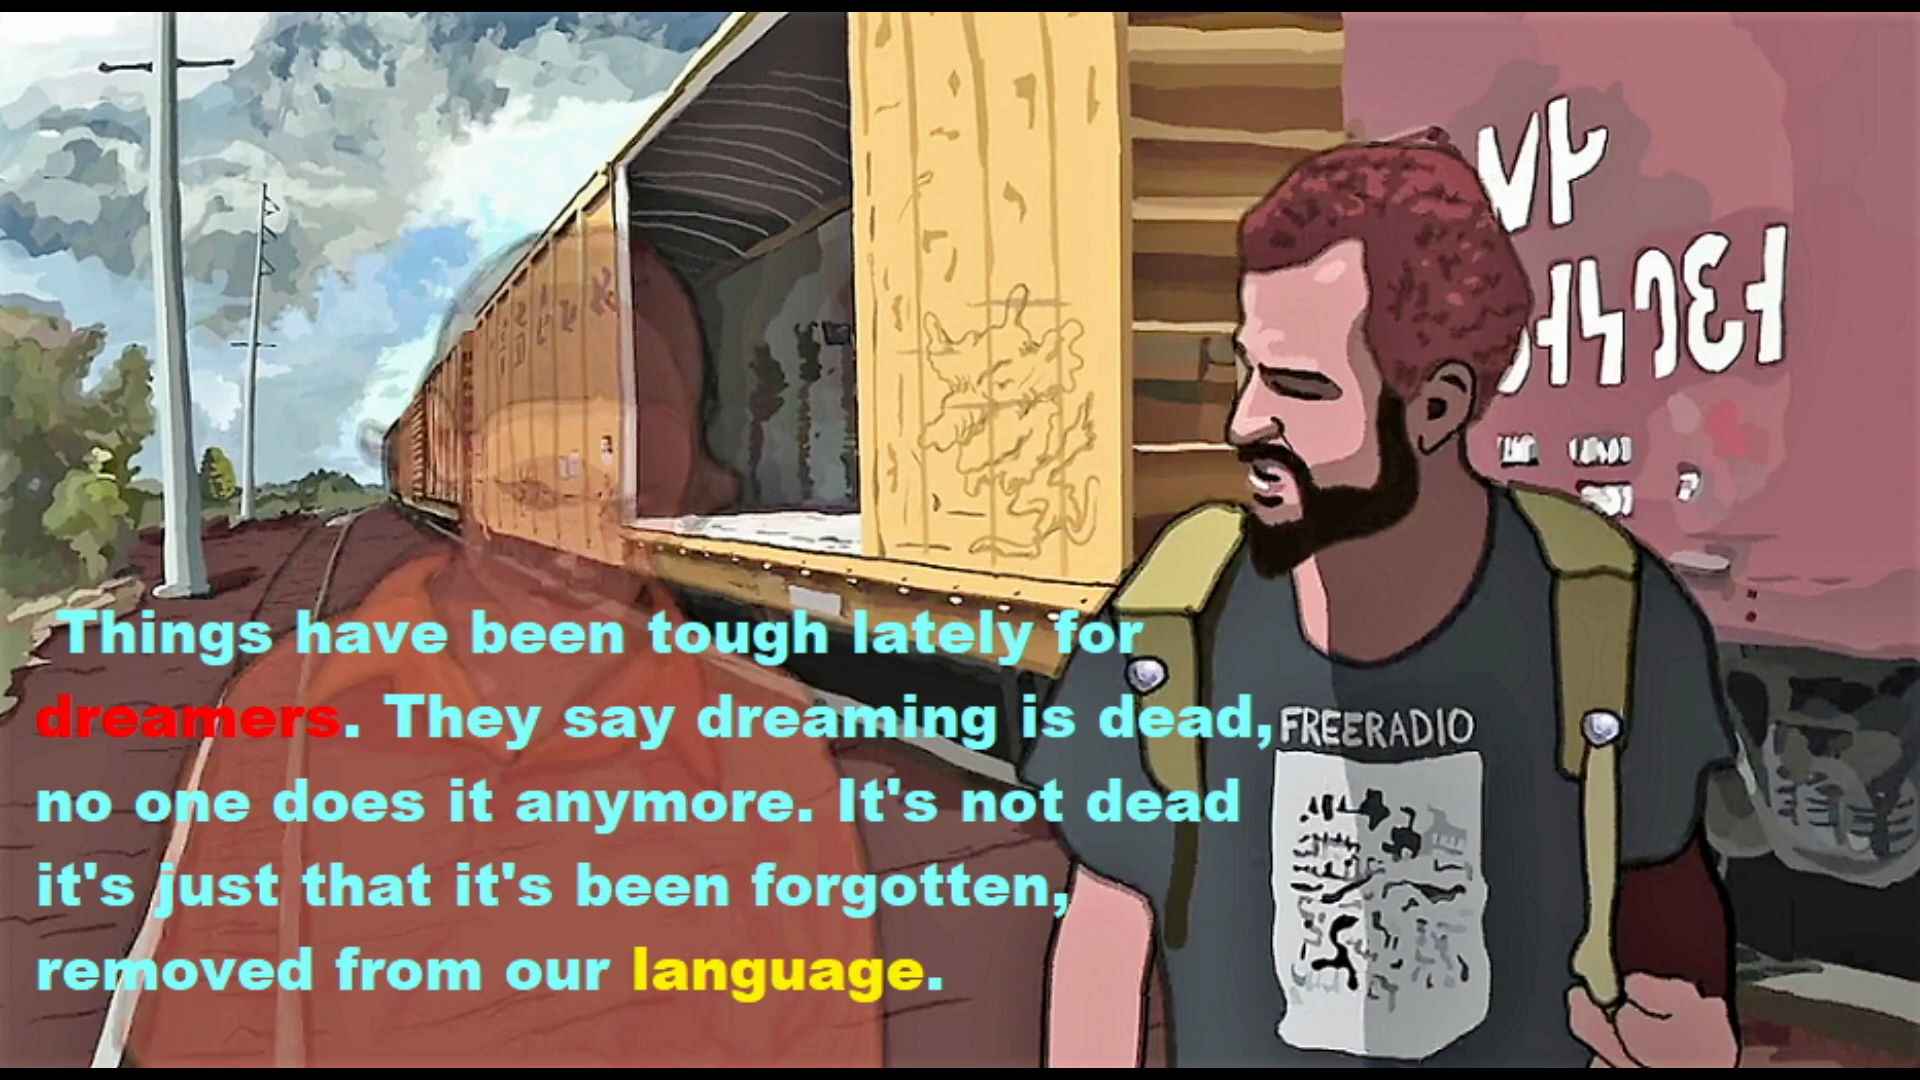 Things have been tough lately for
dreamers. They say dreaming is dead,
no one does it anymore. It's not dead
it's just that it's been forgotten,
removed from our language.
FREERADIO